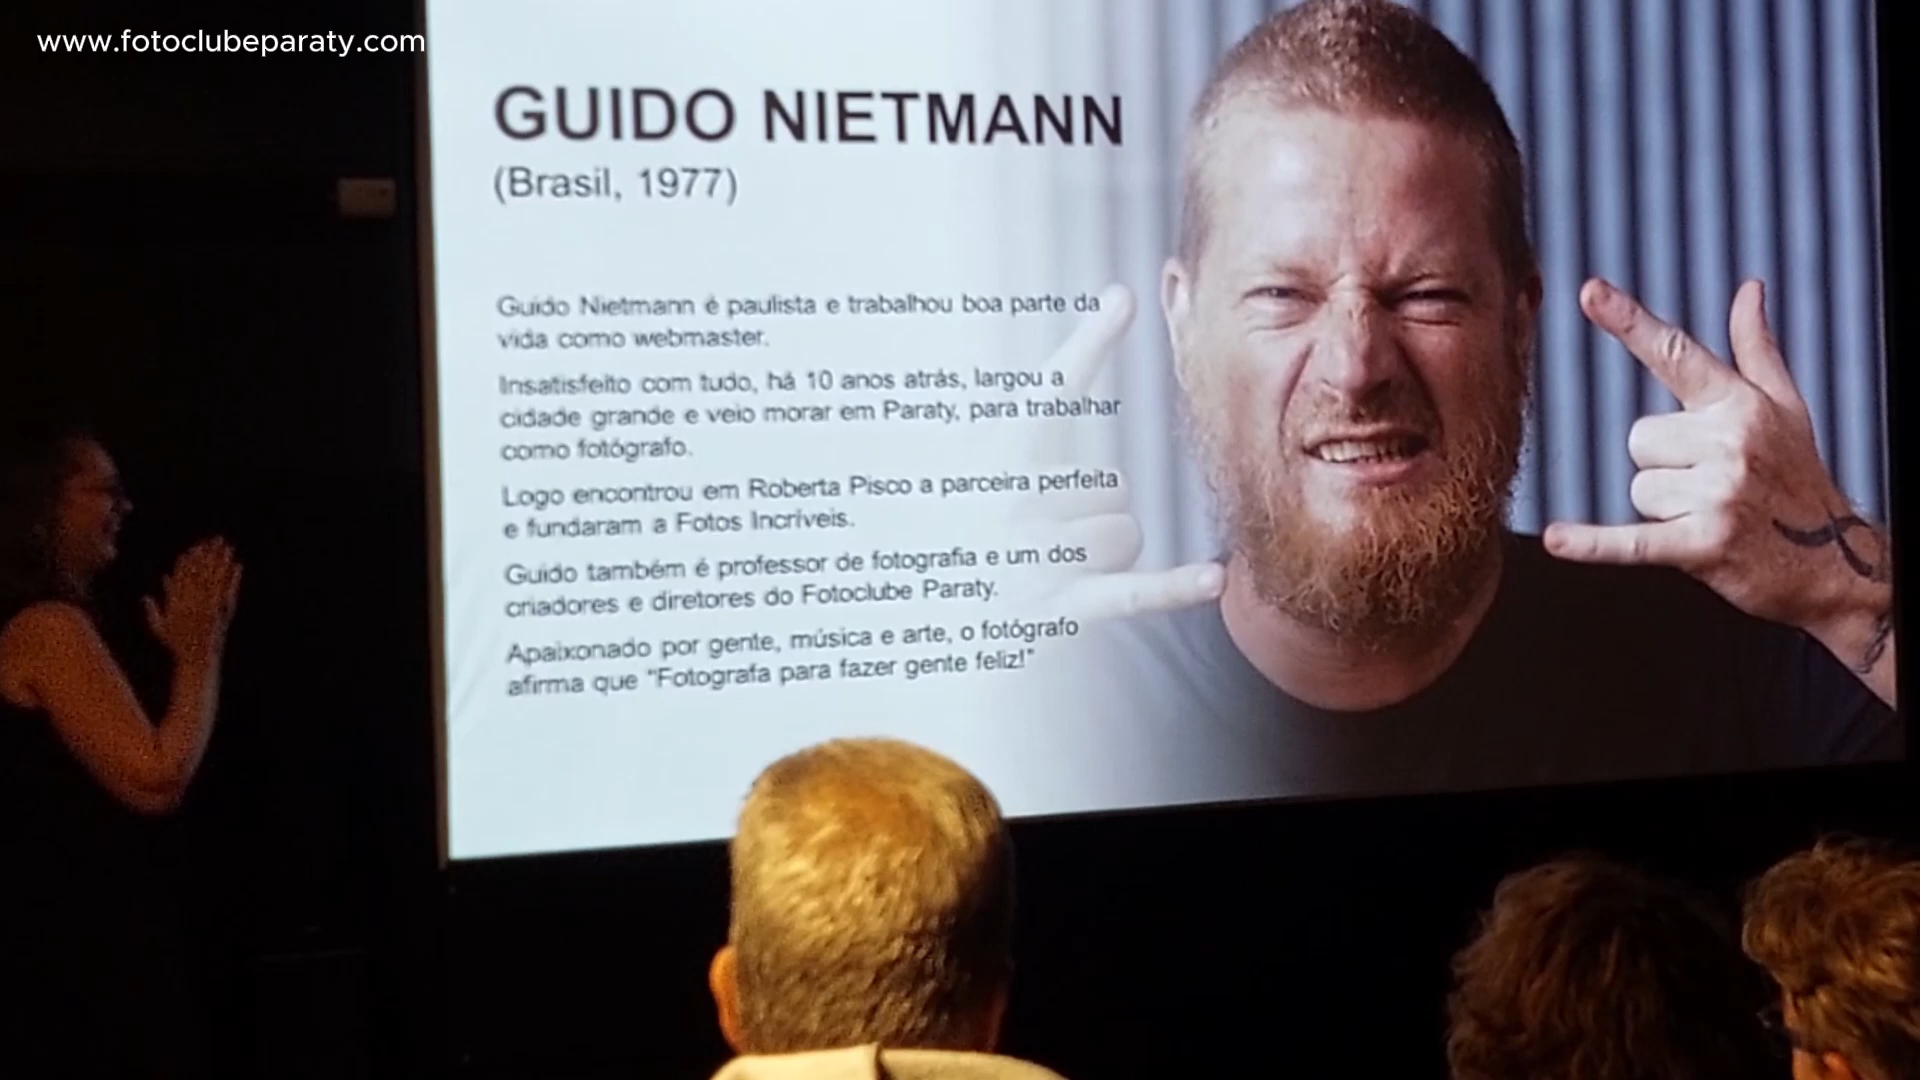 www.fotoclubeparaty.com
GUIDO NIETMANN
(Brasil, 1977)
Guido Nietmann é paulista e trabalhou boa parte da
vida como webmaster.
Insatisfeito com tudo, há 10 anos atrás, largou a
cidade grande e veio morar em Paraty, para trabalhar
como fotógrafo.
Logo encontrou em Roberta Pisco a parceira perfeita
e fundaram a Fotos Incríveis.
Guido também é professor de fotografia e um dos
criadores e diretores do Fotoclube Paraty.
Apaixonado por gente, música e arte, o fotógrafo
afirma que "Fotografa para fazer gente feliz!"